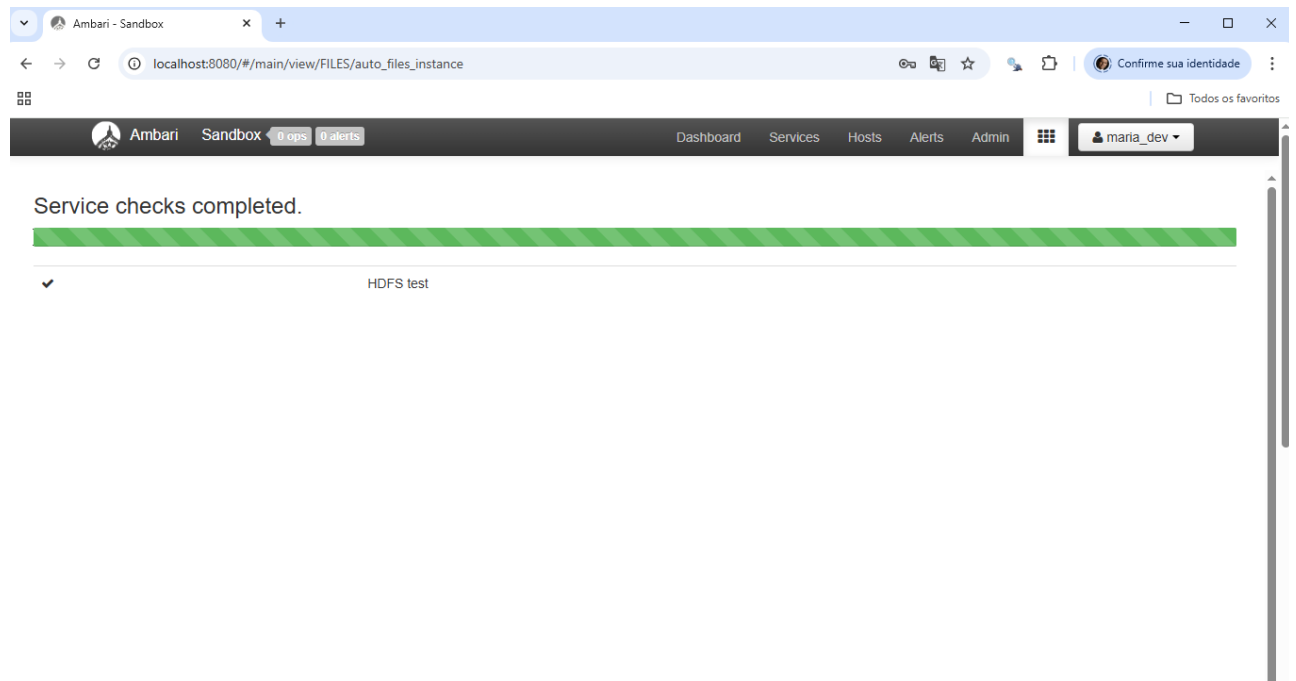 Ambari - Sandbox
localhost:8080/#/main/view/FILES/auto_files_instance
Confirme sua identidade
Todos os favoritos
Ambari Sandbox 0 ops 0 alerts Dashboard Services Hosts Alerts Admin maria_dev
Service checks completed.
HDFS test